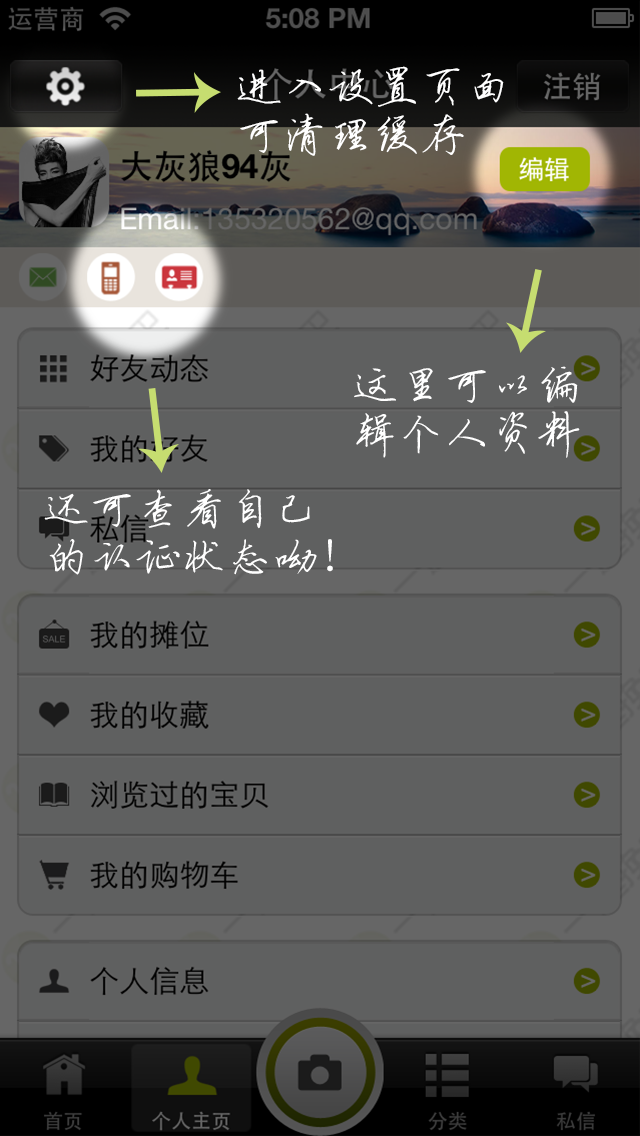 运营商 5:08 PM
个人中心 注销
进入设置页面
可清理缓存
大灰狼94灰
编辑
Email:135320562@qq.com
好友动态
这里可以编
辑个人资料
我的好友
还可查看自己
的认证状态呦！
私信
SALE 我的摊位
我的收藏
浏览过的宝贝
我的购物车
个人信息
首页 个人主页 分类 私信